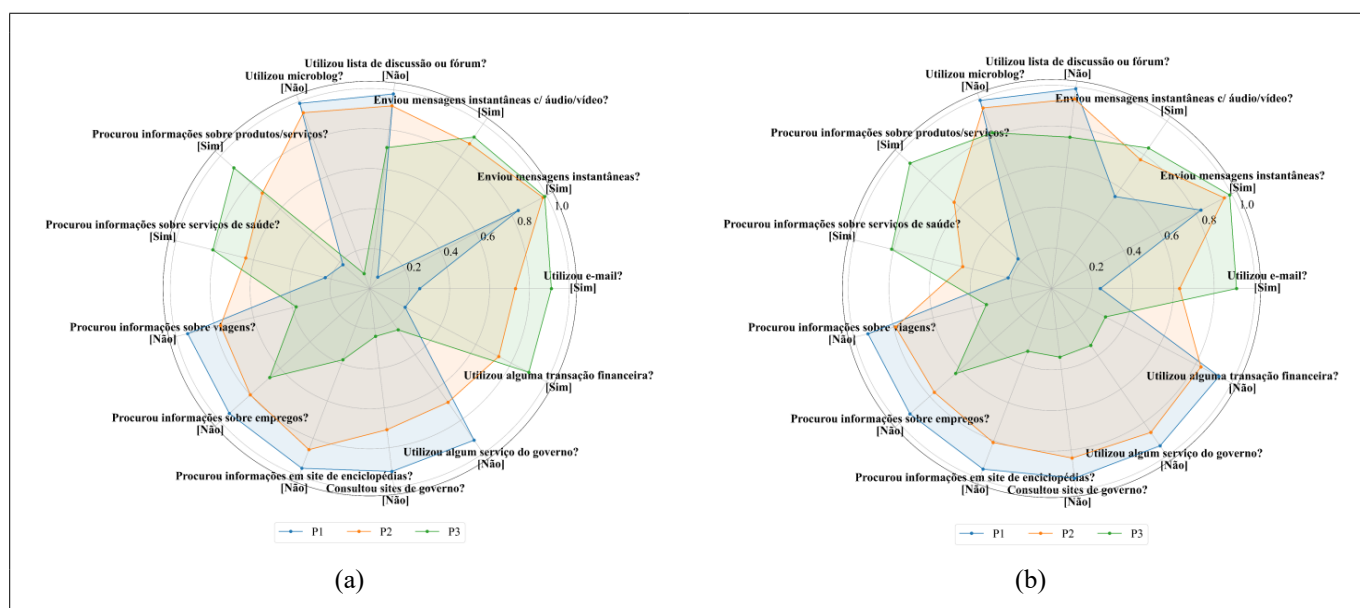 Utilizou lista de discussão ou fórum?
[Não]
Utilizou microblog?
[Não]
Enviou mensagens instantâneas c/ áudio/vídeo?
[Sim]
Procurou informações sobre produtos/serviços?
[Sim]
Enviou mensagens instantâneas?
[Sim]
1.0
0.8
0.6
0.4
0.2
Procurou informações sobre serviços de saúde?
[Sim]
Utilizou e-mail?
[Sim]
Procurou informações sobre viagens?
[Não]
Utilizou alguma transação financeira?
[Sim]
Procurou informações sobre empregos?
[Não]
Utilizou algum serviço do governo?
[Não]
Procurou informações em site de enciclopédias?
[Não]
Consultou sites de governo?
[Não]
P1 P2 P3
(a)
Utilizou lista de discussão ou fórum?
[Não]
Utilizou microblog?
[Não]
Enviou mensagens instantâneas c/ áudio/vídeo?
[Sim]
Procurou informações sobre produtos/serviços?
[Sim]
Enviou mensagens instantâneas?
[Sim]
1.0
0.8
0.6
0.4
0.2
Procurou informações sobre serviços de saúde?
[Sim]
Utilizou e-mail?
[Sim]
Procurou informações sobre viagens?
[Não]
Utilizou alguma transação financeira?
[Não]
Procurou informações sobre empregos?
[Não]
Utilizou algum serviço do governo?
[Não]
Procurou informações em site de enciclopédias?
[Não]
Consultou sites de governo?
[Não]
P1 P2 P3
(b)